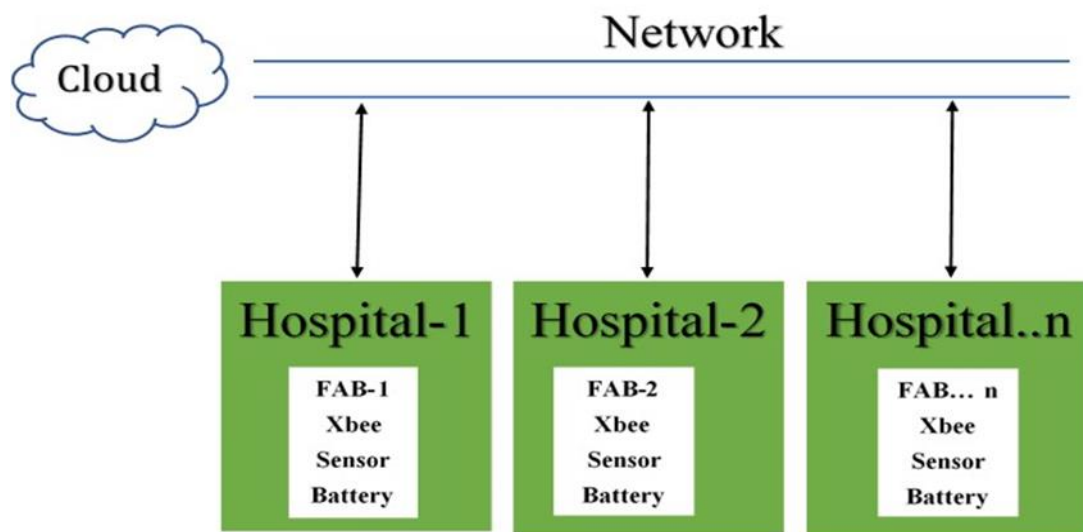 Network
Cloud
Hospital-1
FAB-1
Xbee
Sensor
Battery
Hospital-2
FAB-2
Xbee
Sensor
Battery
Hospital..n
FAB... n
Xbee
Sensor
Battery